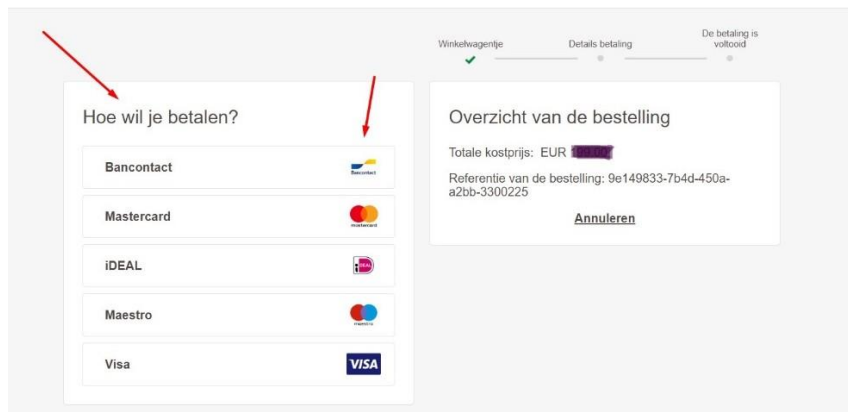 Winkelwagentje
Details betaling
De betaling is
voltooid
Hoe wil je betalen?
Bancontact
Bancontact
Mastercard
mastercard
iDEAL
iDEAL
Maestro
maestro
Visa
VISA
Overzicht van de bestelling
Totale kostprijs: EUR
Referentie van de bestelling: 9e149833-7b4d-450a-
a2bb-3300225
Annuleren